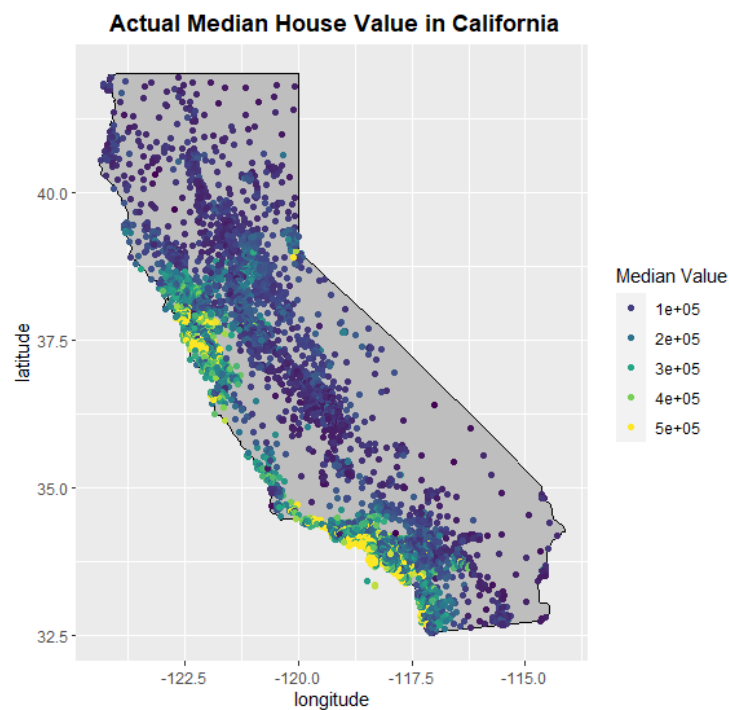 Actual Median House Value in California
40.0
37.5
35.0
32.5
latitude
-122.5
-120.0
-117.5
-115.0
longitude
Median Value
1e+05
2e+05
3e+05
4e+05
5e+05